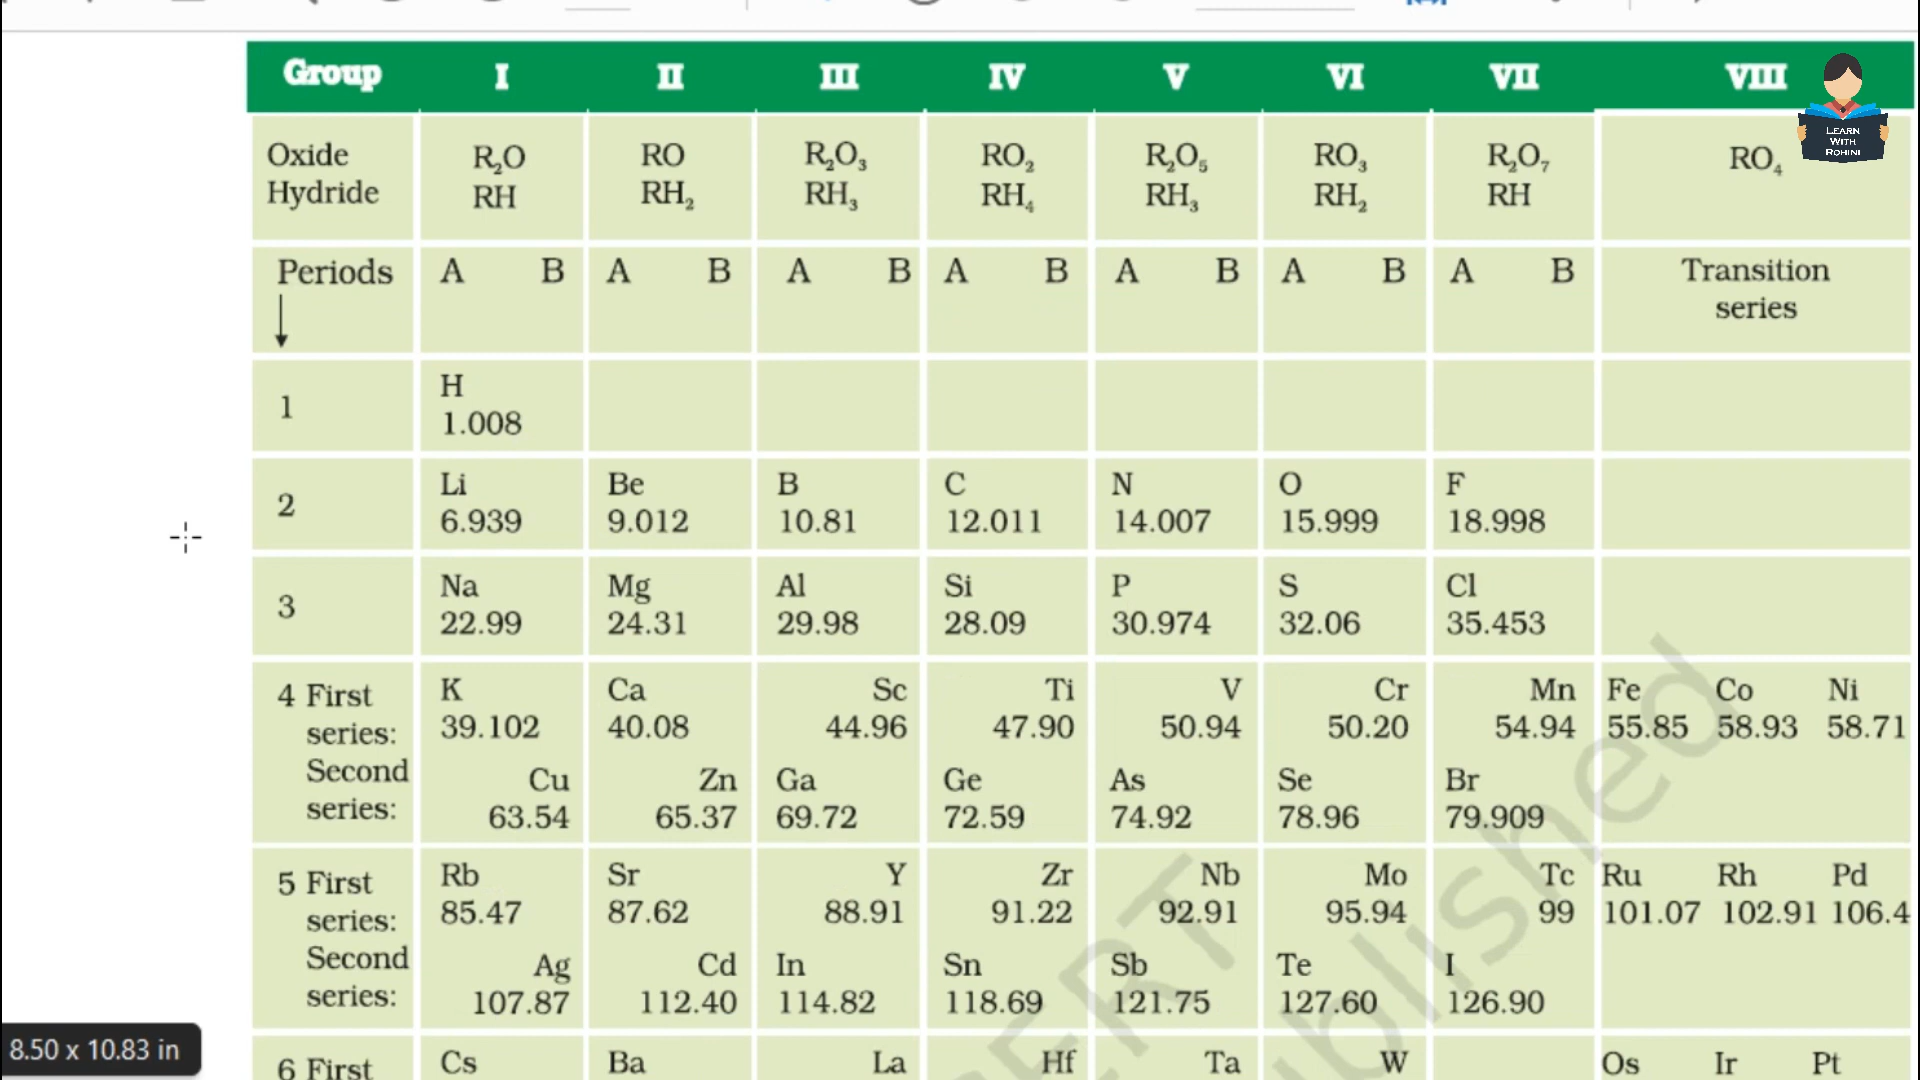 Group I II III IV V VI VII VIII
LEARN
WITH
ROHINI
Oxide R₂O RO R₂O₃ RO₂ R₂O₅ RO₃ R₂O₇ RO₄
Hydride RH RH₂ RH₃ RH₄ RH₃ RH₂ RH
Periods A B A B A B A B A B A B A B Transition
series
1 H
1.008
2 Li Be B C N O F
6.939 9.012 10.81 12.011 14.007 15.999 18.998
3 Na Mg Al Si P S Cl
22.99 24.31 29.98 28.09 30.974 32.06 35.453
4 First K Ca Sc Ti V Cr Mn Fe Co Ni
series: 39.102 40.08 44.96 47.90 50.94 50.20 54.94 55.85 58.93 58.71
Second Cu Zn Ga Ge As Se Br
series: 63.54 65.37 69.72 72.59 74.92 78.96 79.909
5 First Rb Sr Y Zr Nb Mo Tc Ru Rh Pd
series: 85.47 87.62 88.91 91.22 92.91 95.94 99 101.07 102.91 106.4
Second Ag Cd In Sn Sb Te I
series: 107.87 112.40 114.82 118.69 121.75 127.60 126.90
6 First Cs Ba La Hf Ta W Os Ir Pt
8.50 x 10.83 in